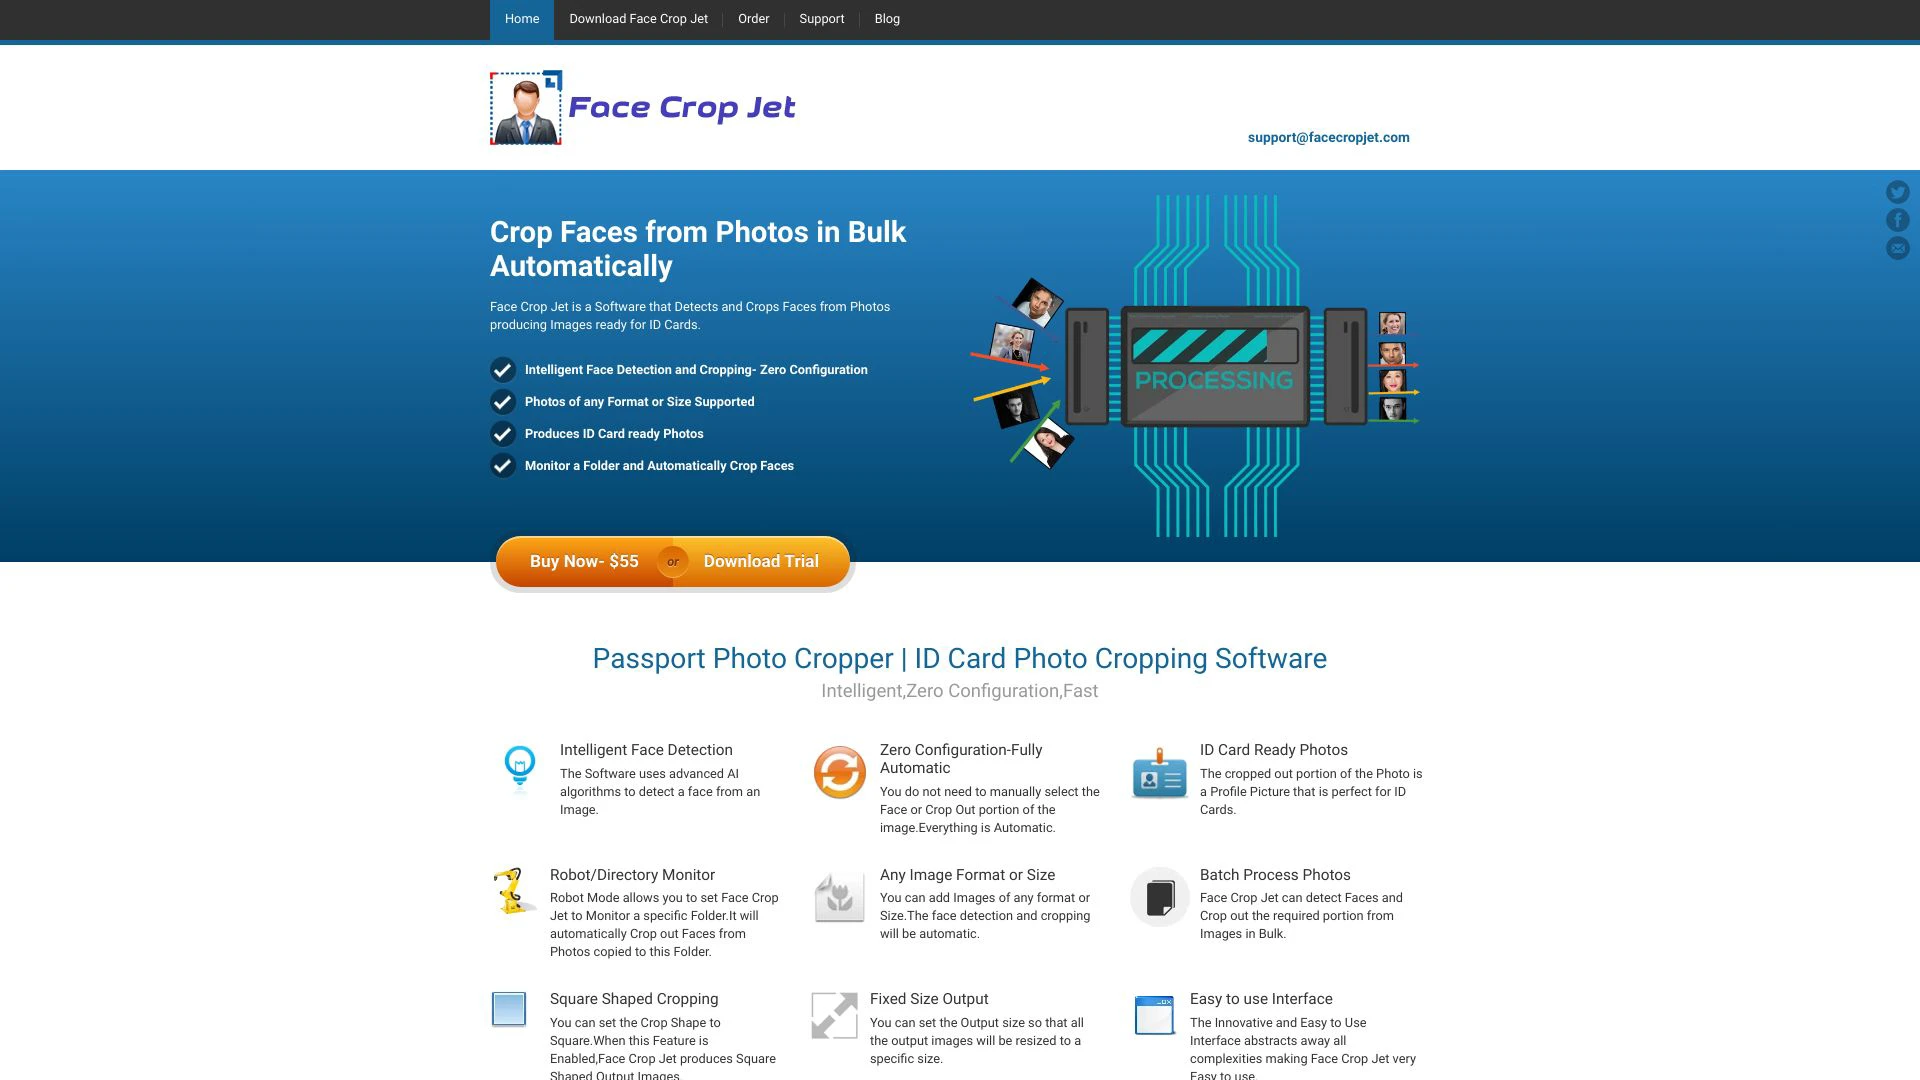 Home
Download Face Crop Jet
Order
Support
Blog
Face Crop Jet
support@facecropjet.com
Crop Faces from Photos in Bulk
Automatically
Face Crop Jet is a Software that Detects and Crops Faces from Photos
producing Images ready for ID Cards.
Intelligent Face Detection and Cropping- Zero Configuration
Photos of any Format or Size Supported
Produces ID Card ready Photos
Monitor a Folder and Automatically Crop Faces
PROCESSING
Buy Now- $55
or
Download Trial
Passport Photo Cropper | ID Card Photo Cropping Software
Intelligent,Zero Configuration,Fast
Intelligent Face Detection
The Software uses advanced AI
algorithms to detect a face from an
Image.
Zero Configuration-Fully
Automatic
You do not need to manually select the
Face or Crop Out portion of the
image.Everything is Automatic.
ID Card Ready Photos
The cropped out portion of the Photo is
a Profile Picture that is perfect for ID
Cards.
Robot/Directory Monitor
Robot Mode allows you to set Face Crop
Jet to Monitor a specific Folder.It will
automatically Crop out Faces from
Photos copied to this Folder.
Any Image Format or Size
You can add Images of any format or
Size.The face detection and cropping
will be automatic.
Batch Process Photos
Face Crop Jet can detect Faces and
Crop out the required portion from
Images in Bulk.
Square Shaped Cropping
You can set the Crop Shape to
Square.When this Feature is
Enabled,Face Crop Jet produces Square
Shaped Output Images.
Fixed Size Output
You can set the Output size so that all
the output images will be resized to a
specific size.
Easy to use Interface
The Innovative and Easy to Use
Interface abstracts away all
complexities making Face Crop Jet very
Easy to use.